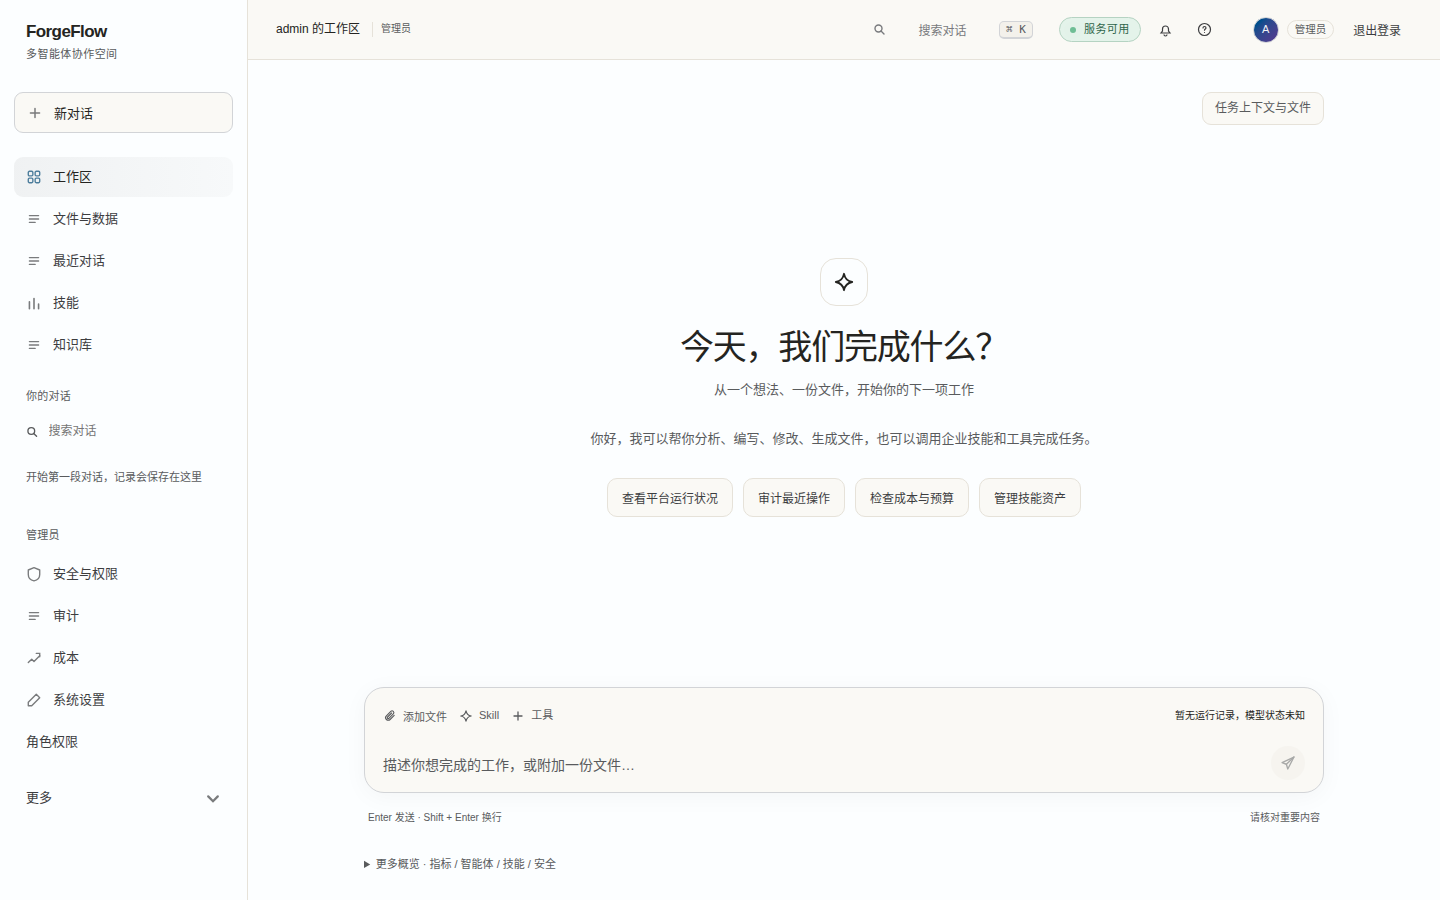 ForgeFlow
多智能体协作空间
新对话
工作区
文件与数据
最近对话
技能
知识库
你的对话
搜索对话
开始第一段对话，记录会保存在这里
管理员
安全与权限
审计
成本
系统设置
角色权限
更多
admin 的工作区 管理员 搜索对话 ⌘ K 服务可用 A 管理员 退出登录
任务上下文与文件
今天，我们完成什么？
从一个想法、一份文件，开始你的下一项工作
你好，我可以帮你分析、编写、修改、生成文件，也可以调用企业技能和工具完成任务。
查看平台运行状况 审计最近操作 检查成本与预算 管理技能资产
添加文件 Skill 工具 暂无运行记录，模型状态未知
描述你想完成的工作，或附加一份文件…
Enter 发送 · Shift + Enter 换行 请核对重要内容
更多概览 · 指标 / 智能体 / 技能 / 安全